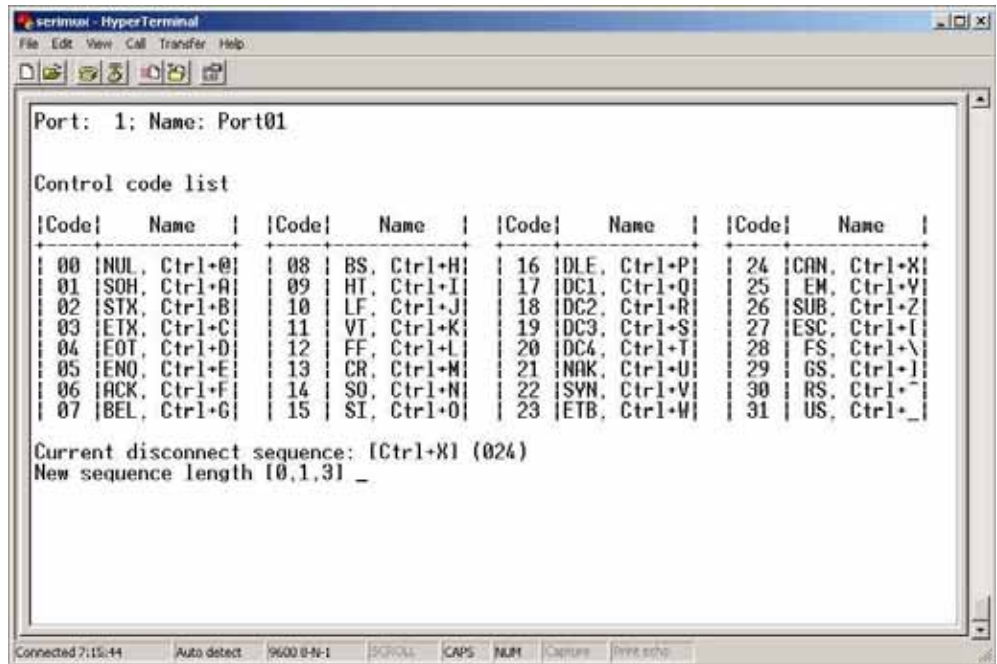 serimux - HyperTerminal
File Edit View Call Transfer Help
Port: 1; Name: Port01
Control code list
|Code| Name | |Code| Name | |Code| Name | |Code| Name |
| 00 |NUL, Ctrl+@| | 08 | BS, Ctrl+H| | 16 |DLE, Ctrl+P| | 24 |CAN, Ctrl+X|
| 01 |SOH, Ctrl+A| | 09 | HT, Ctrl+I| | 17 |DC1, Ctrl+Q| | 25 | EM, Ctrl+Y|
| 02 |STX, Ctrl+B| | 10 | LF, Ctrl+J| | 18 |DC2, Ctrl+R| | 26 |SUB, Ctrl+Z|
| 03 |ETX, Ctrl+C| | 11 | VT, Ctrl+K| | 19 |DC3, Ctrl+S| | 27 |ESC, Ctrl+[|
| 04 |EOT, Ctrl+D| | 12 | FF, Ctrl+L| | 20 |DC4, Ctrl+T| | 28 | FS, Ctrl+\|
| 05 |ENQ, Ctrl+E| | 13 | CR, Ctrl+M| | 21 |NAK, Ctrl+U| | 29 | GS, Ctrl+]|
| 06 |ACK, Ctrl+F| | 14 | SO, Ctrl+N| | 22 |SYN, Ctrl+V| | 30 | RS, Ctrl+^|
| 07 |BEL, Ctrl+G| | 15 | SI, Ctrl+O| | 23 |ETB, Ctrl+W| | 31 | US, Ctrl+_|
Current disconnect sequence: [Ctrl+X] (024)
New sequence length [0,1,3] _
Connected 7:15:44 Auto detect 9600 8-N-1 SCROLL CAPS NUM Capture Print echo